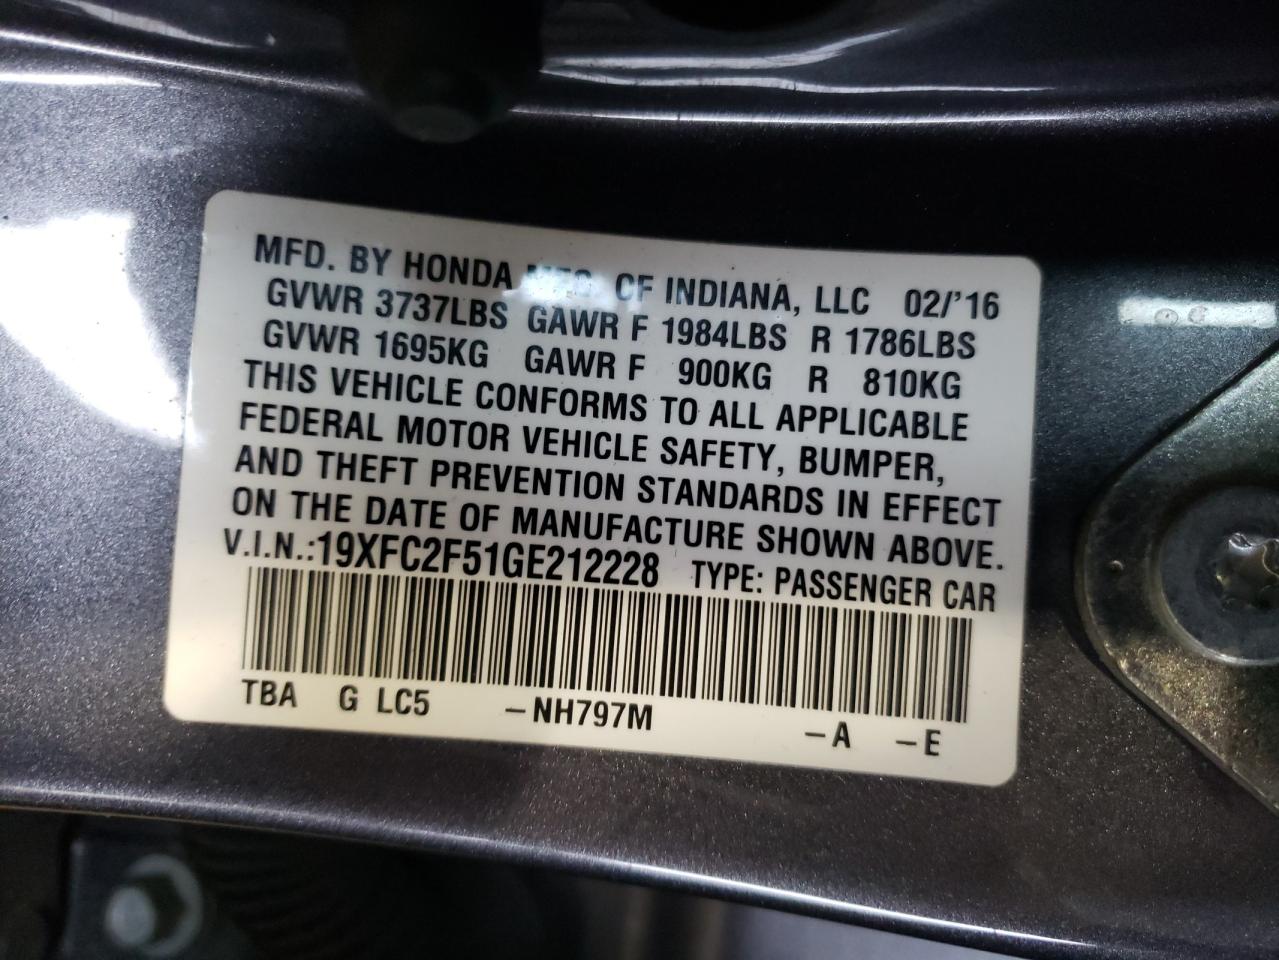 MFD. BY HONDA MFG. OF INDIANA, LLC 02/'16
GVWR 3737LBS GAWR F 1984LBS R 1786LBS
GVWR 1695KG GAWR F 900KG R 810KG
THIS VEHICLE CONFORMS TO ALL APPLICABLE
FEDERAL MOTOR VEHICLE SAFETY, BUMPER,
AND THEFT PREVENTION STANDARDS IN EFFECT
ON THE DATE OF MANUFACTURE SHOWN ABOVE.
V.I.N.:19XFC2F51GE212228 TYPE: PASSENGER CAR
TBA G LC5 –NH797M –A –E